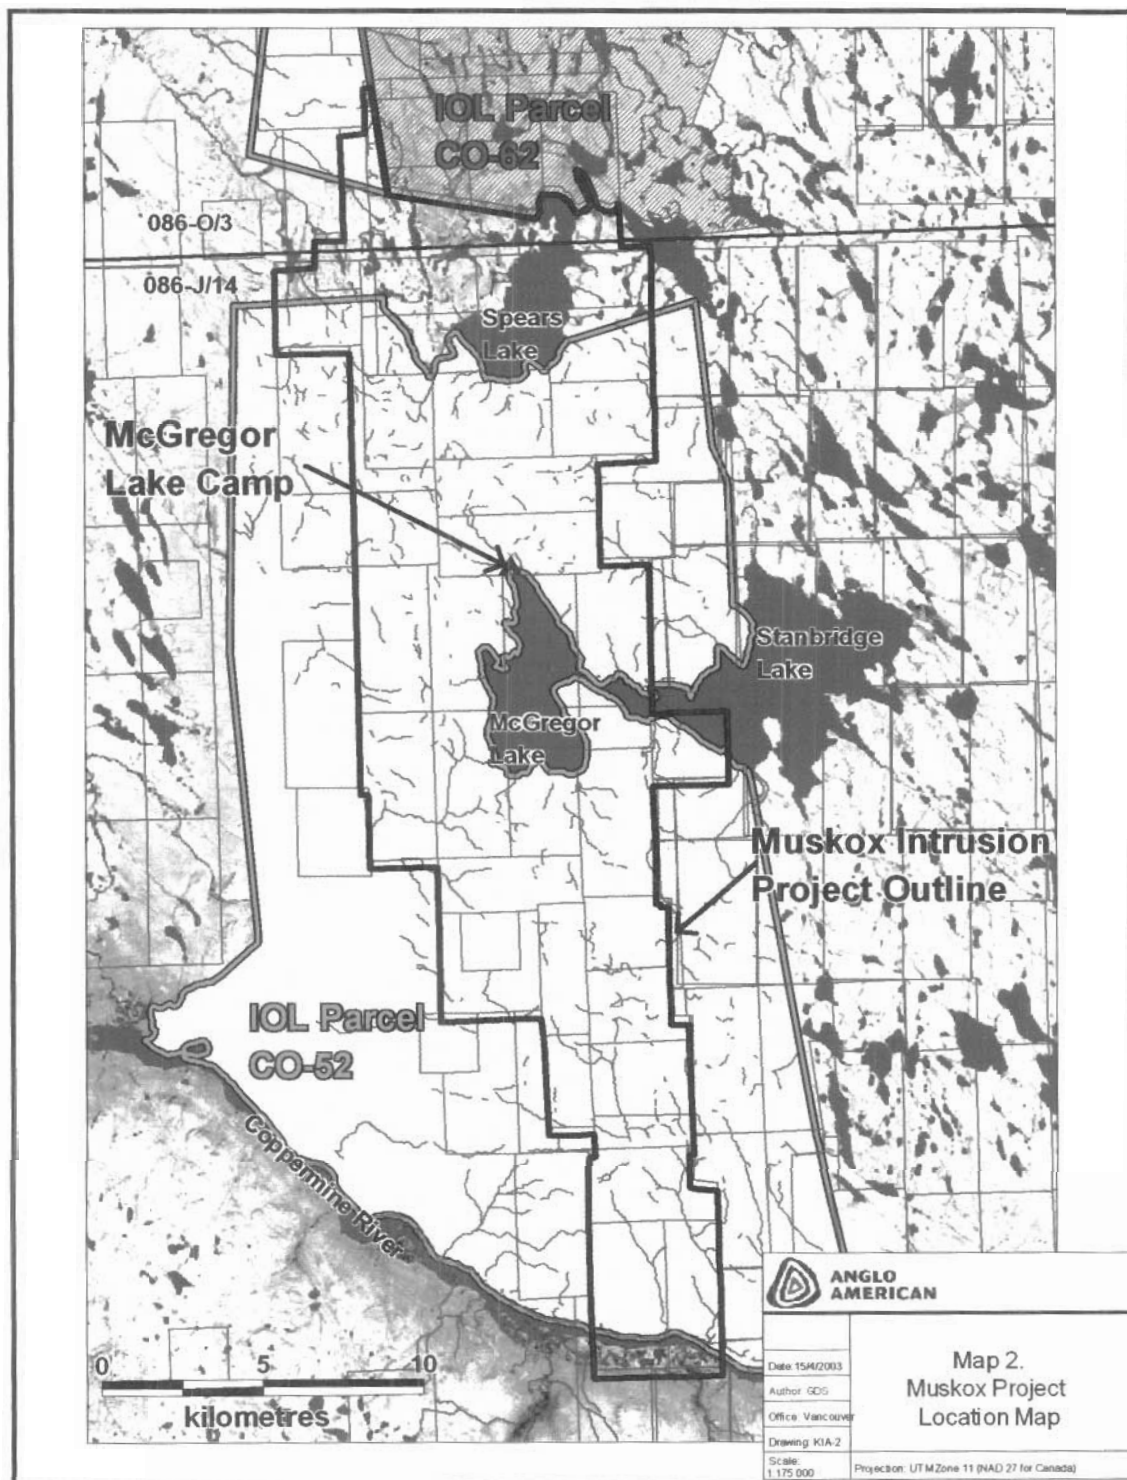 IOL Parcel
CO-62
086-O/3
086-J/14
Spears
Lake
McGregor
Lake Camp
Stanbridge
Lake
McGregor
Lake
Muskox Intrusion
Project Outline
IOL Parcel
CO-52
Coppermine River
0 5 10
kilometres
ANGLO
AMERICAN
Date: 15/4/2003
Author: GDS
Office: Vancouver
Drawing: KIA-2
Scale:
1:175 000
Map 2.
Muskox Project
Location Map
Projection: UTM Zone 11 (NAD 27 for Canada)